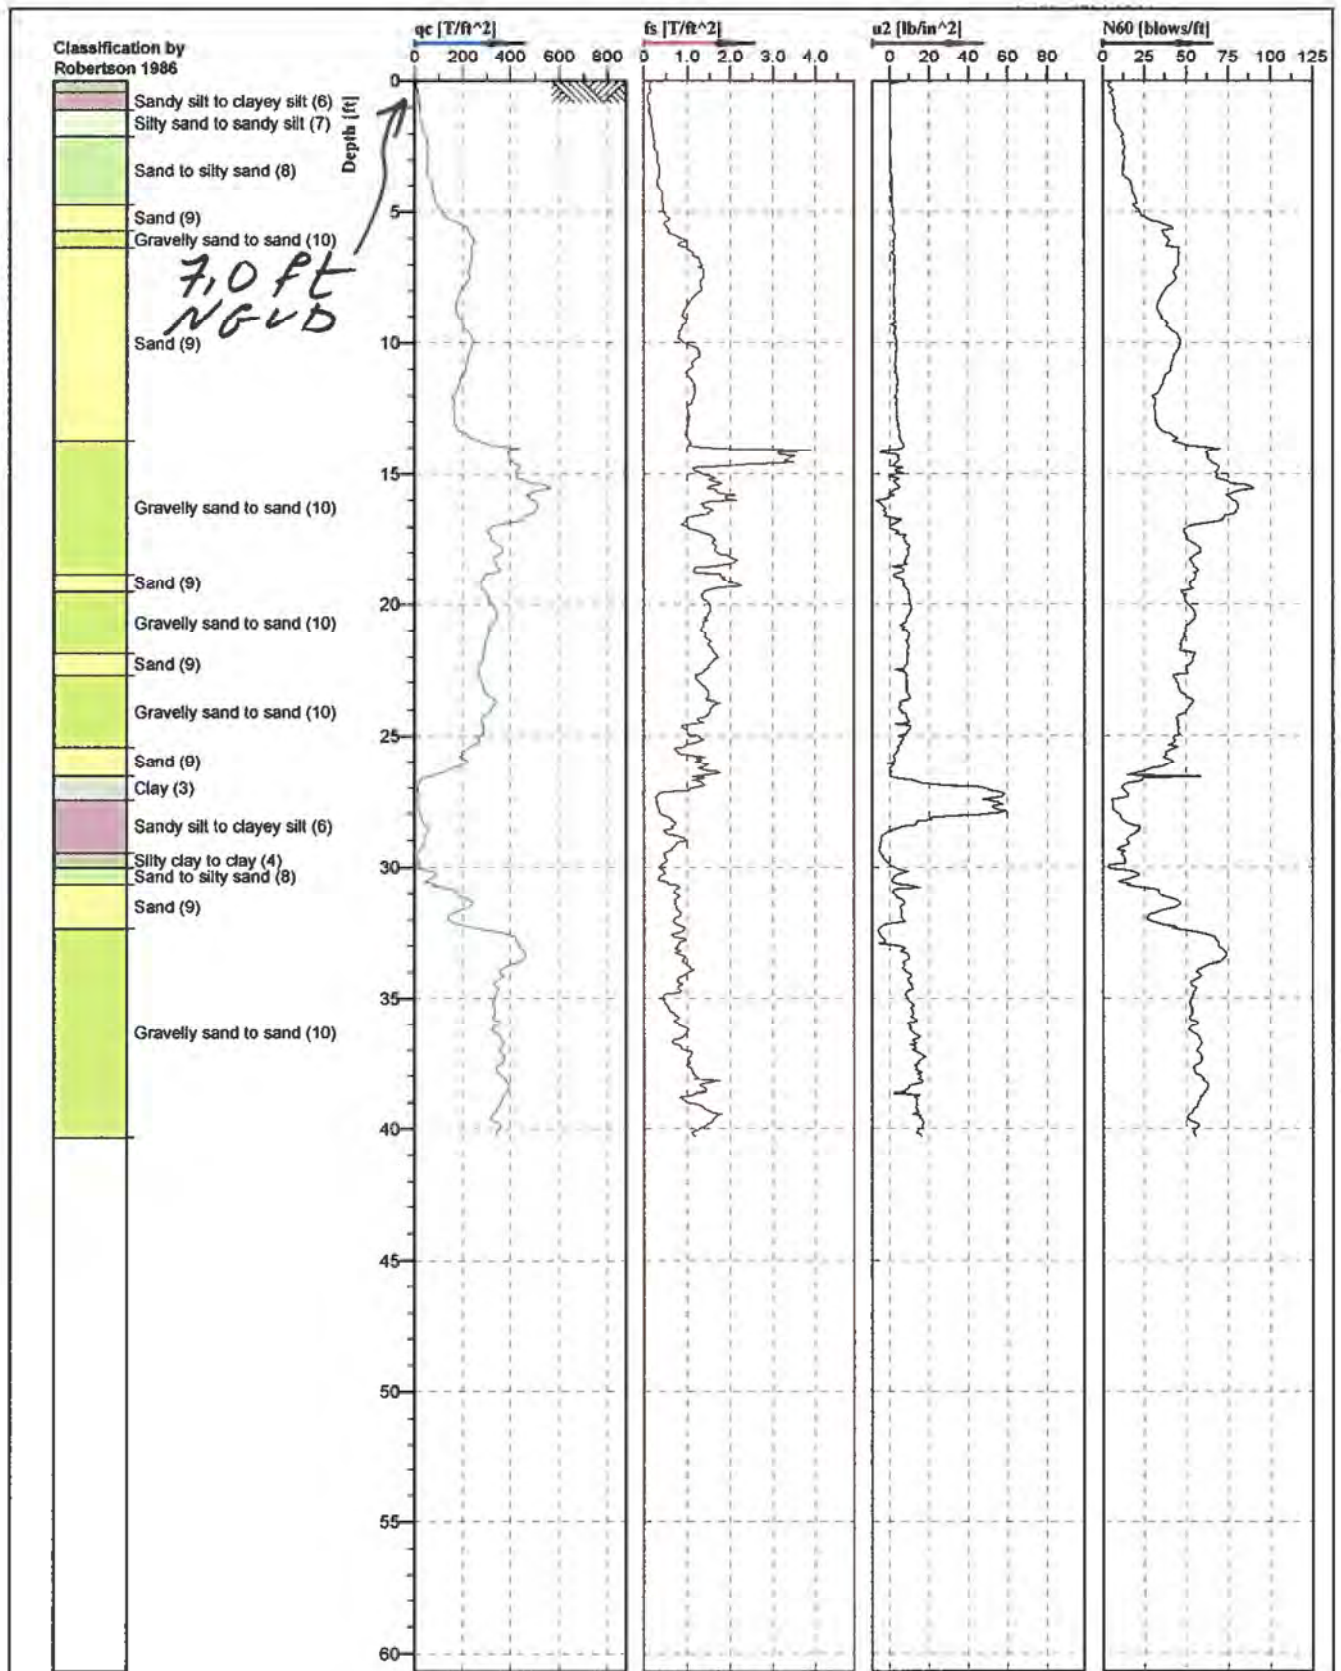 Classification by
Robertson 1986
qc [T/ft^2]
0 200 400 600 800
fs [T/ft^2]
0.0 1.0 2.0 3.0 4.0
u2 [lb/in^2]
0 20 40 60 80
N60 [blows/ft]
0 25 50 75 100 125
Depth [ft]
0
5
10
15
20
25
30
35
40
45
50
55
60
Sandy silt to clayey silt (6)
Silty sand to sandy silt (7)
Sand to silty sand (8)
Sand (9)
Gravelly sand to sand (10)
7.0 ft
NGVD
Sand (9)
Gravelly sand to sand (10)
Sand (9)
Gravelly sand to sand (10)
Sand (9)
Gravelly sand to sand (10)
Sand (9)
Clay (3)
Sandy silt to clayey silt (6)
Silty clay to clay (4)
Sand to silty sand (8)
Sand (9)
Gravelly sand to sand (10)